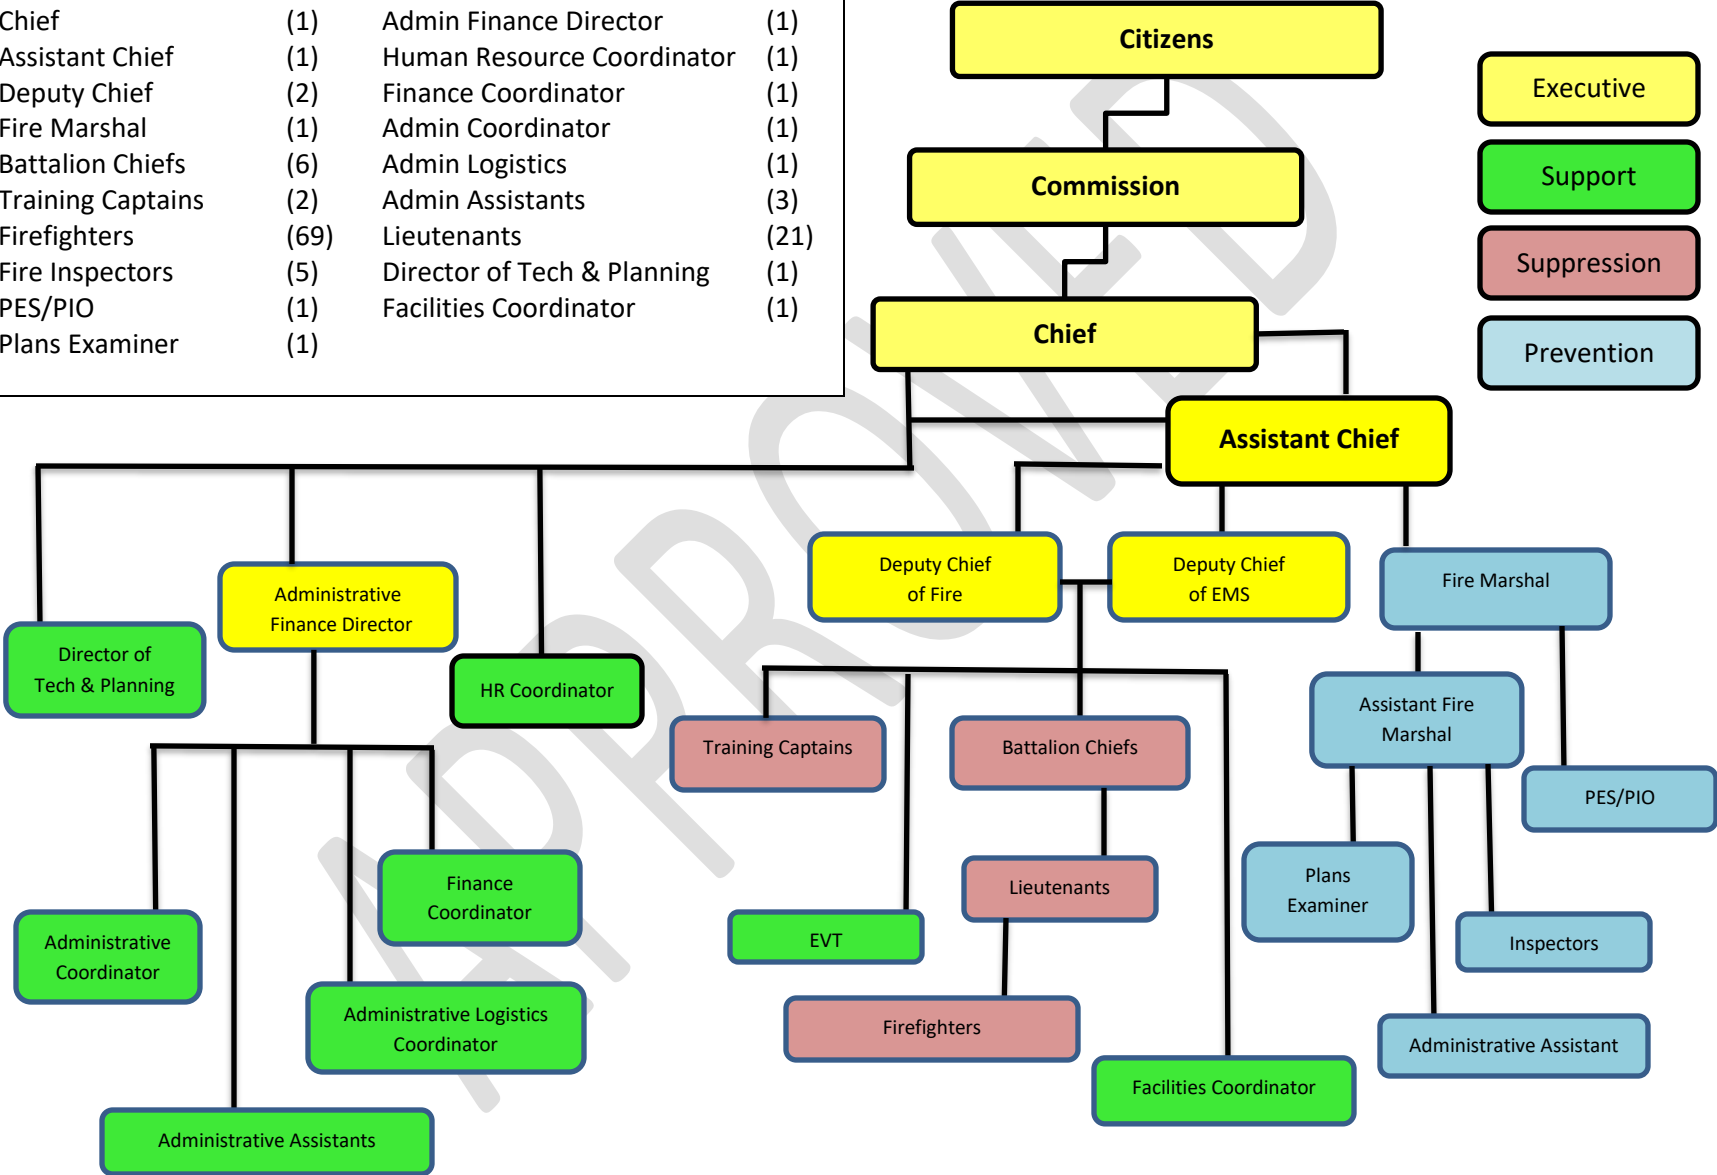 Chief (1) Admin Finance Director (1)
Assistant Chief (1) Human Resource Coordinator (1)
Deputy Chief (2) Finance Coordinator (1)
Fire Marshal (1) Admin Coordinator (1)
Battalion Chiefs (6) Admin Logistics (1)
Training Captains (2) Admin Assistants (3)
Firefighters (69) Lieutenants (21)
Fire Inspectors (5) Director of Tech & Planning (1)
PES/PIO (1) Facilities Coordinator (1)
Plans Examiner (1)
Citizens
Commission
Chief
Assistant Chief
Executive
Support
Suppression
Prevention
Deputy Chief
of Fire
Deputy Chief
of EMS
Fire Marshal
Administrative
Finance Director
Director of
Tech & Planning
HR Coordinator
Training Captains
Battalion Chiefs
Assistant Fire
Marshal
PES/PIO
Finance
Coordinator
Lieutenants
Plans
Examiner
Administrative
Coordinator
EVT
Inspectors
Administrative Logistics
Coordinator
Firefighters
Administrative Assistant
Facilities Coordinator
Administrative Assistants
APPROVED